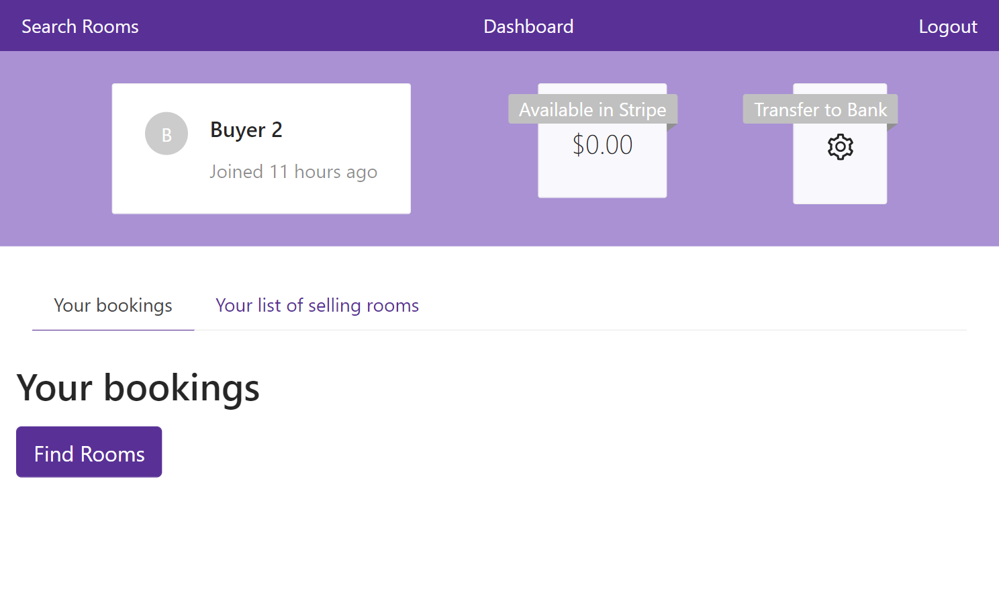 Search Rooms
Dashboard
Logout
B
Buyer 2
Joined 11 hours ago
Available in Stripe
$0.00
Transfer to Bank
Your bookings
Your list of selling rooms
Your bookings
Find Rooms